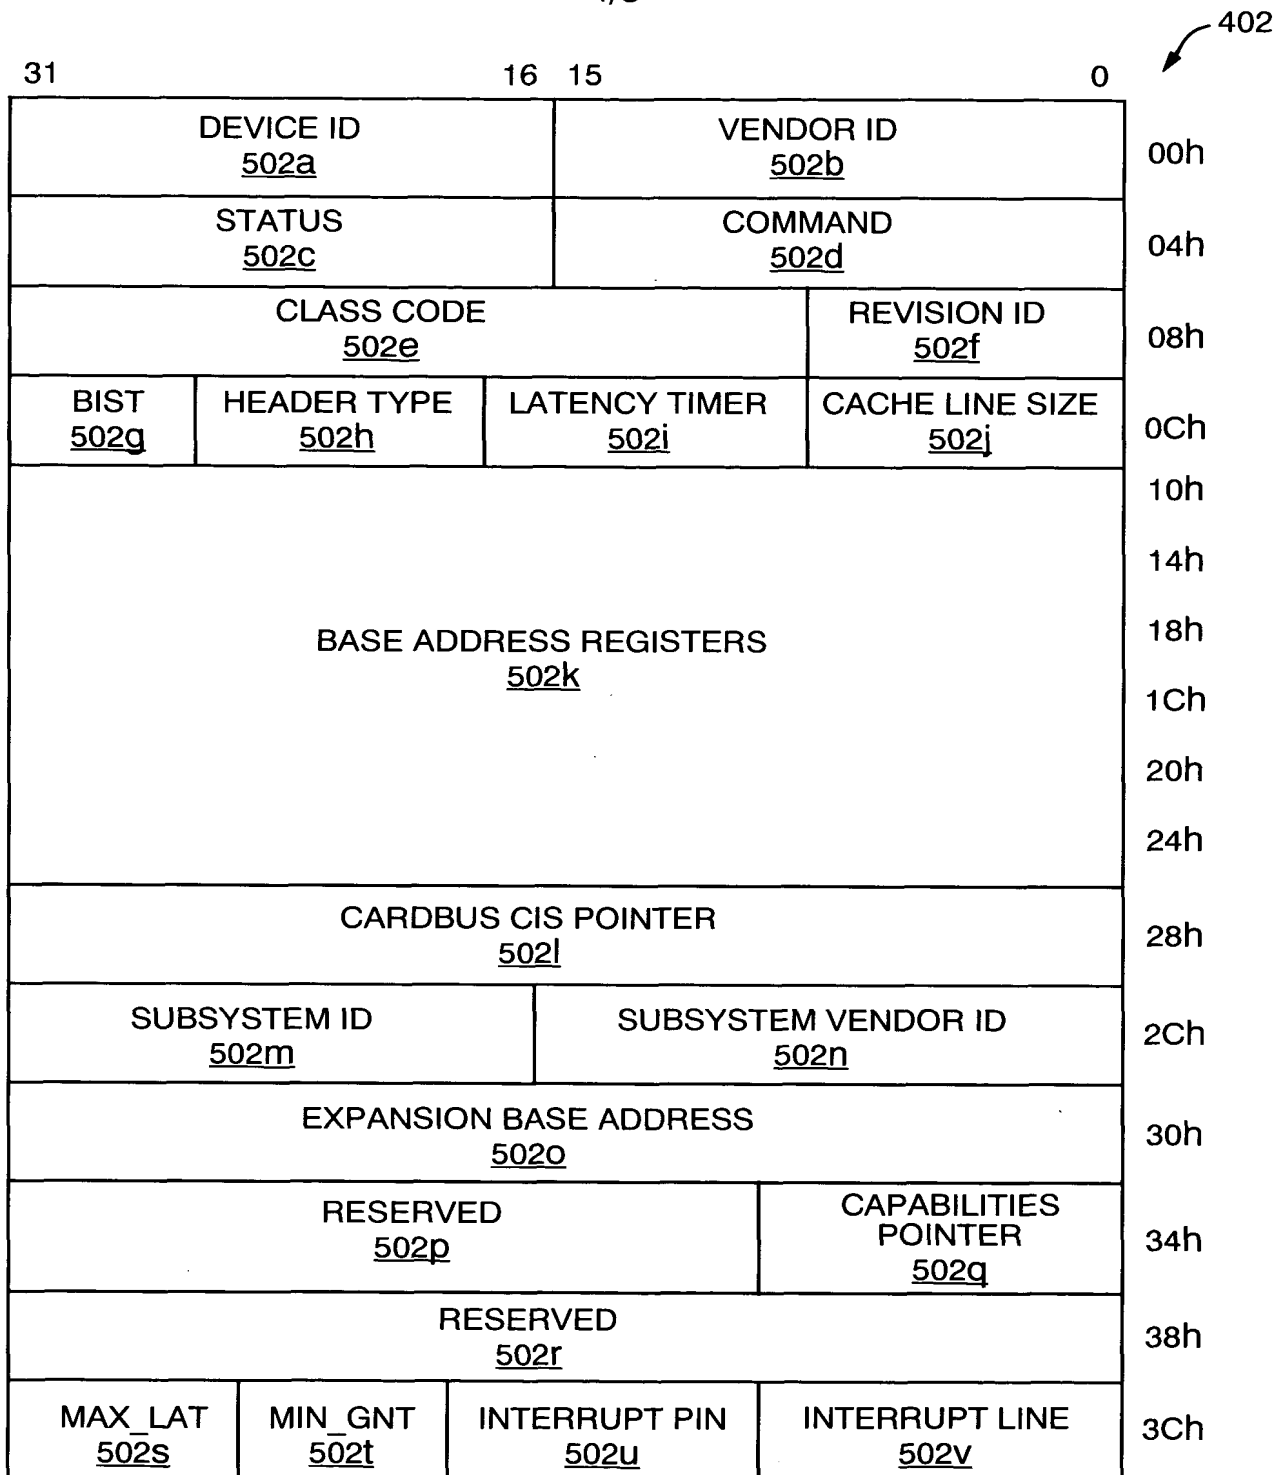 402
31 16 15 0
DEVICE ID VENDOR ID
502a 502b 00h
STATUS COMMAND
502c 502d 04h
CLASS CODE REVISION ID
502e 502f 08h
BIST HEADER TYPE LATENCY TIMER CACHE LINE SIZE
502g 502h 502i 502j 0Ch
10h
14h
BASE ADDRESS REGISTERS 18h
502k
1Ch
20h
24h
CARDBUS CIS POINTER
502l 28h
SUBSYSTEM ID SUBSYSTEM VENDOR ID
502m 502n 2Ch
EXPANSION BASE ADDRESS
502o 30h
RESERVED CAPABILITIES
POINTER
502p 502q 34h
RESERVED
502r 38h
MAX_LAT MIN_GNT INTERRUPT PIN INTERRUPT LINE
502s 502t 502u 502v 3Ch